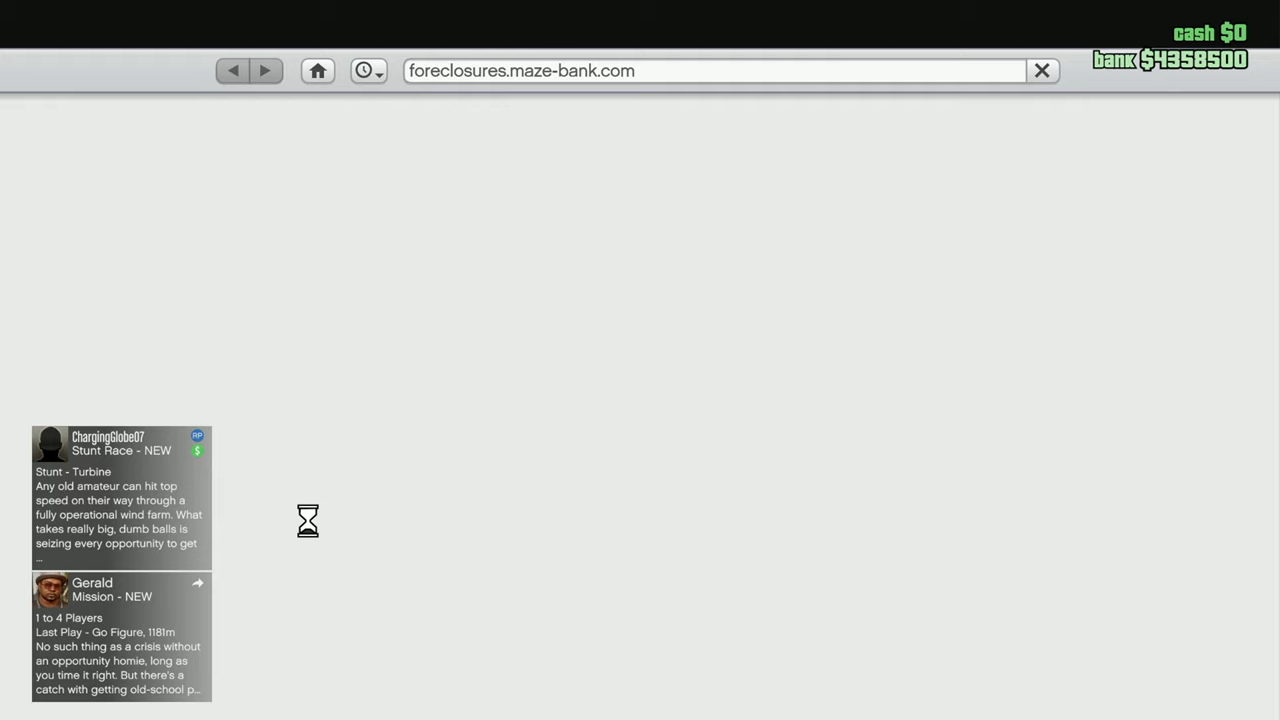 cash $0
bank $4358500
foreclosures.maze-bank.com
ChargingGlobe07
RP
Stunt Race - NEW
$
Stunt - Turbine
Any old amateur can hit top
speed on their way through a
fully operational wind farm. What
takes really big, dumb balls is
seizing every opportunity to get
...
Gerald
Mission - NEW
1 to 4 Players
Last Play - Go Figure, 1181m
No such thing as a crisis without
an opportunity homie, long as
you time it right. But there's a
catch with getting old-school p...